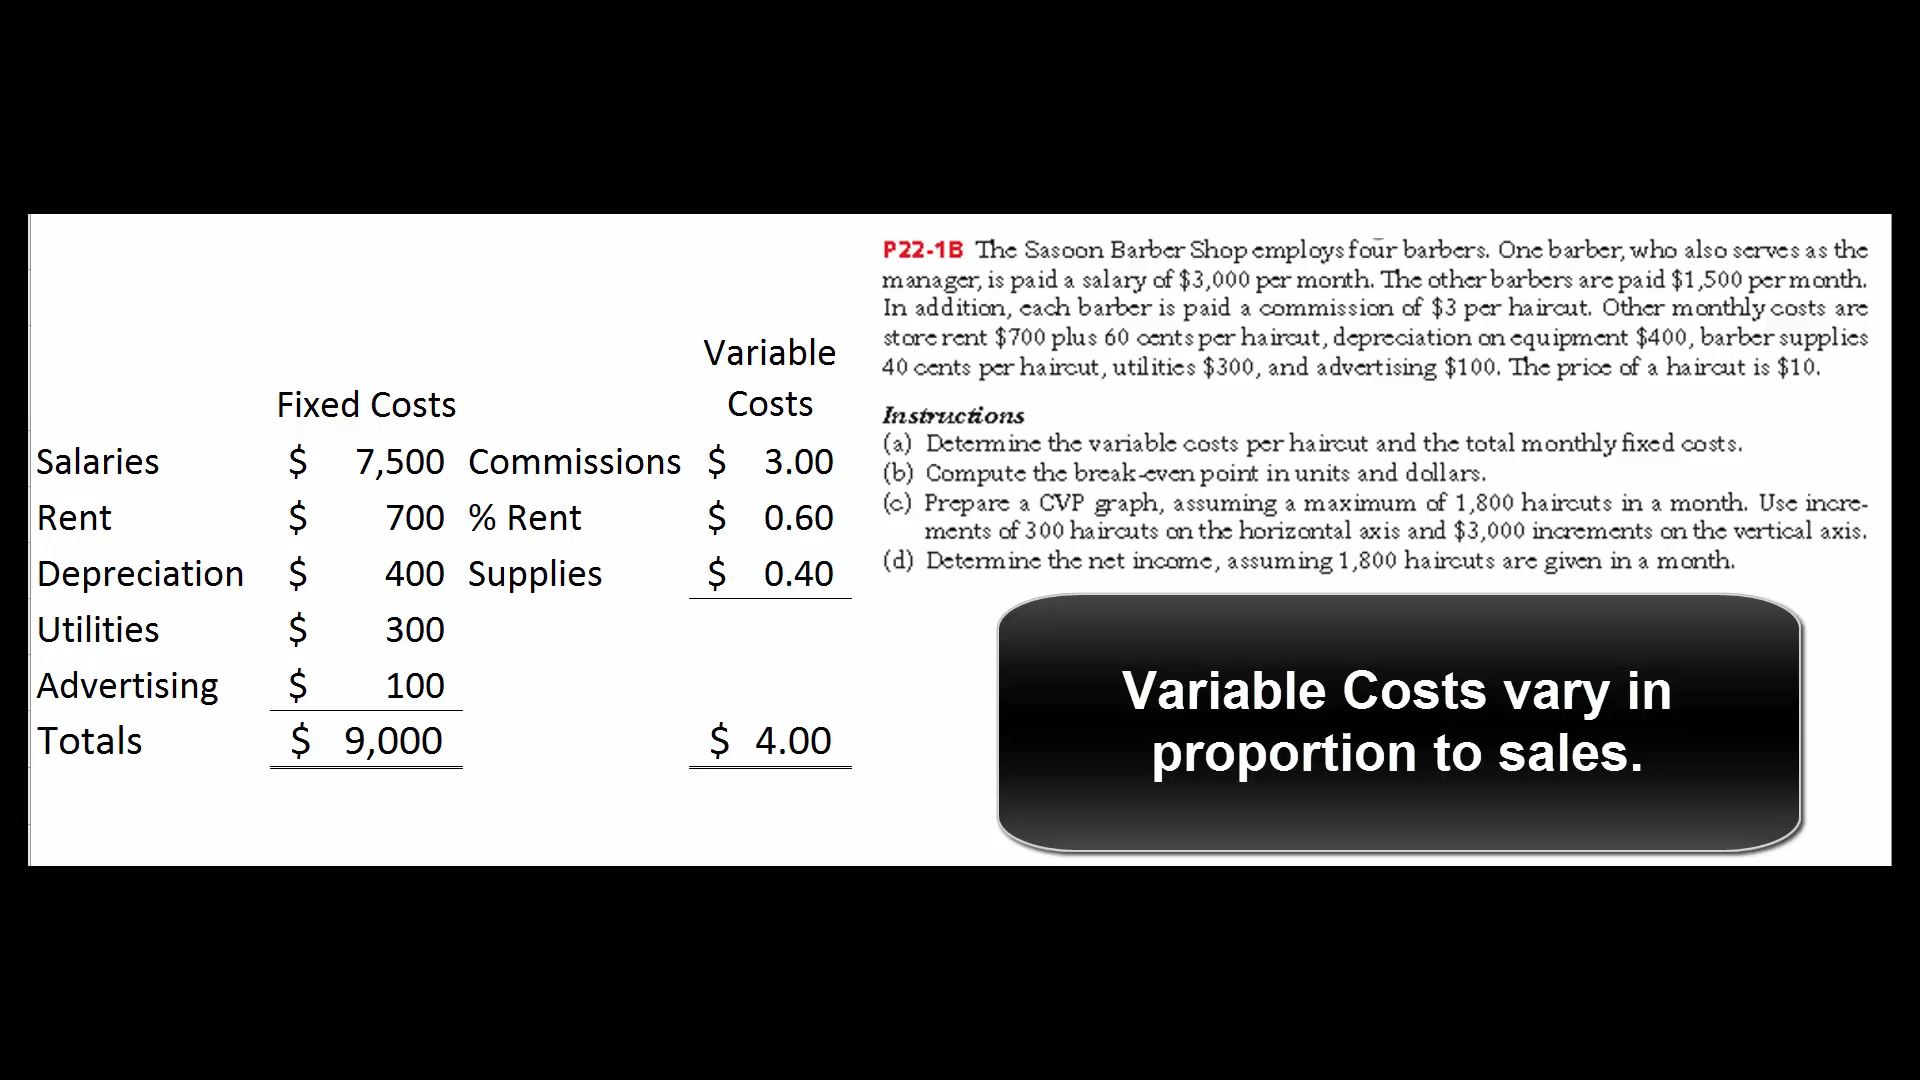 Variable
Fixed Costs Costs
Salaries $ 7,500 Commissions $ 3.00
Rent $ 700 % Rent $ 0.60
Depreciation $ 400 Supplies $ 0.40
Utilities $ 300
Advertising $ 100
Totals $ 9,000 $ 4.00
P22-1B The Sasoon Barber Shop employs four barbers. One barber, who also serves as the
manager, is paid a salary of $3,000 per month. The other barbers are paid $1,500 per month.
In addition, each barber is paid a commission of $3 per haircut. Other monthly costs are
store rent $700 plus 60 cents per haircut, depreciation on equipment $400, barber supplies
40 cents per haircut, utilities $300, and advertising $100. The price of a haircut is $10.
Instructions
(a) Determine the variable costs per haircut and the total monthly fixed costs.
(b) Compute the break-even point in units and dollars.
(c) Prepare a CVP graph, assuming a maximum of 1,800 haircuts in a month. Use incre-
ments of 300 haircuts on the horizontal axis and $3,000 increments on the vertical axis.
(d) Determine the net income, assuming 1,800 haircuts are given in a month.
Variable Costs vary in
proportion to sales.